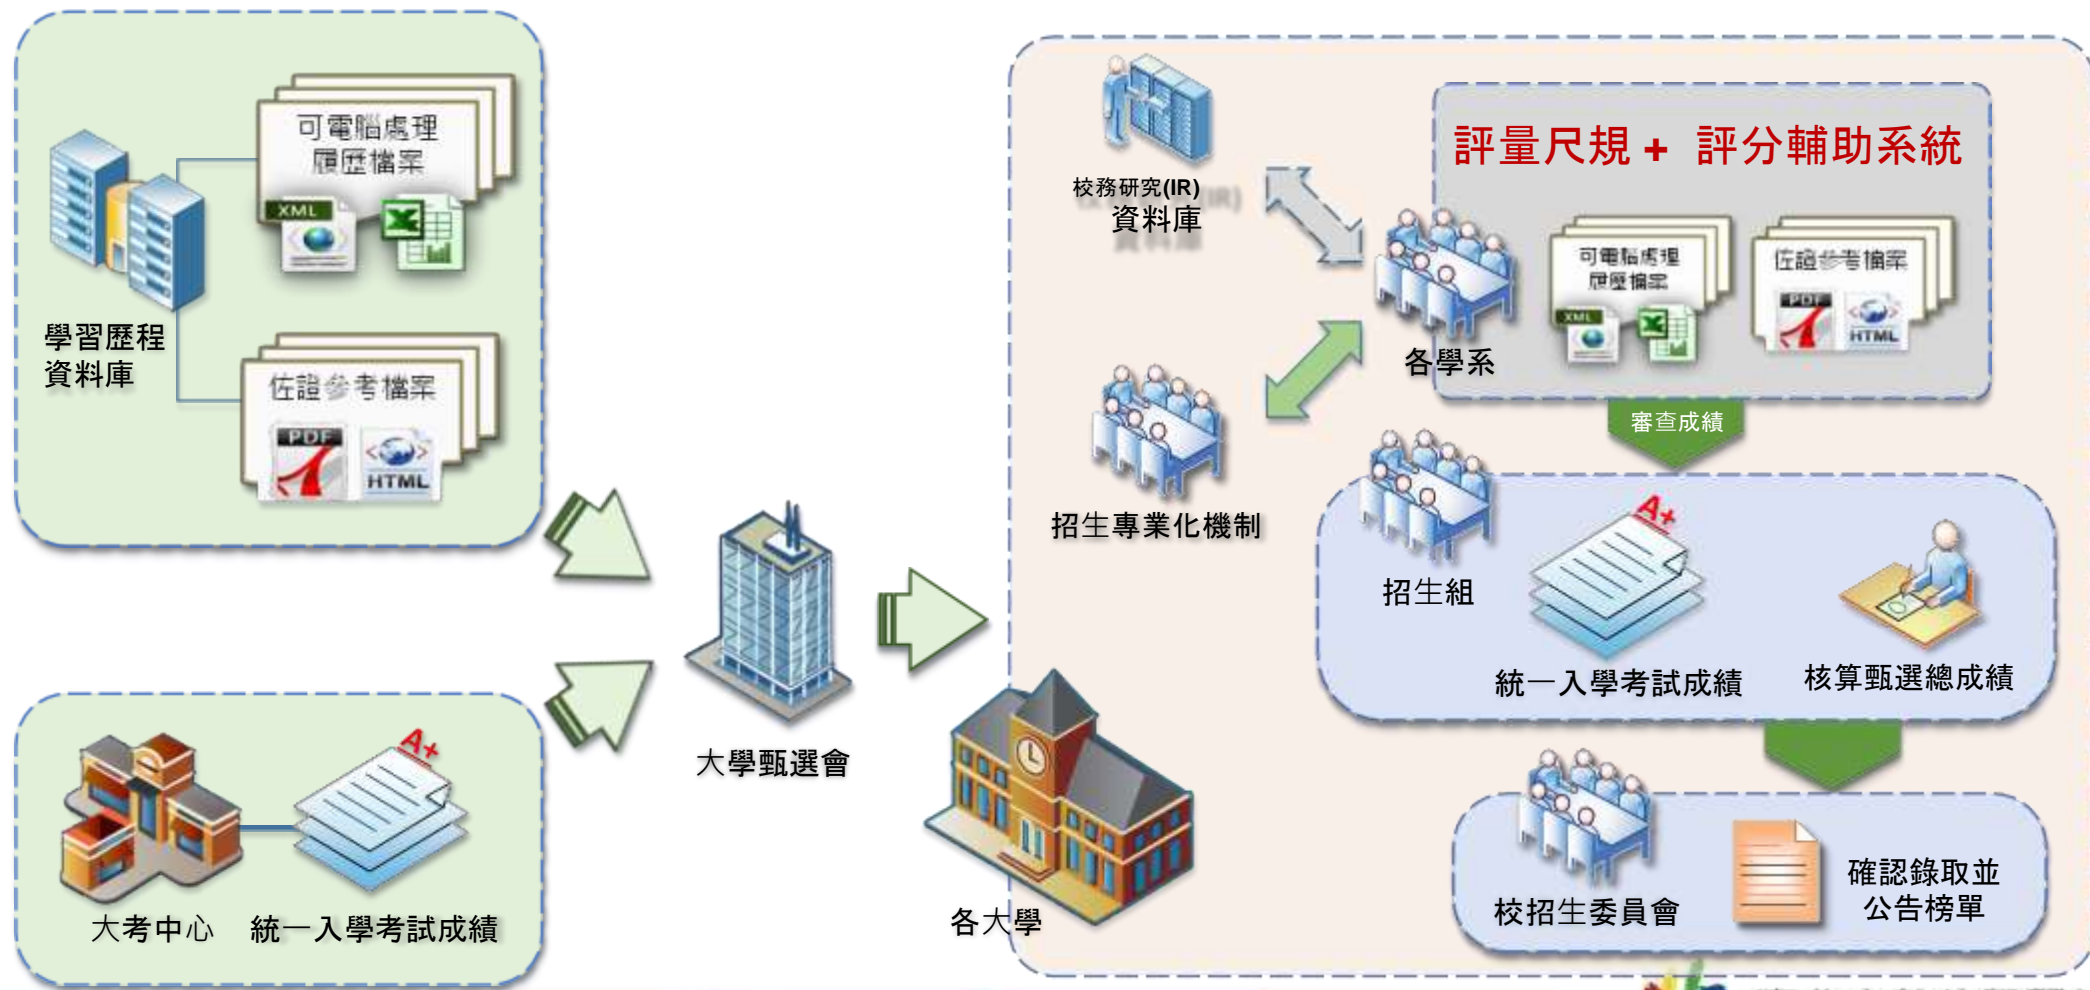 可電腦處理
履歷檔案
XML
學習歷程
資料庫
佐證參考檔案
PDF
HTML
A+
大考中心
統一入學考試成績
大學甄選會
各大學
校務研究(IR)
資料庫
招生專業化機制
各學系
評量尺規 + 評分輔助系統
可電腦處理
履歷檔案
XML
佐證參考檔案
PDF
HTML
審查成績
招生組
A+
統一入學考試成績
核算甄選總成績
校招生委員會
確認錄取並
公告榜單